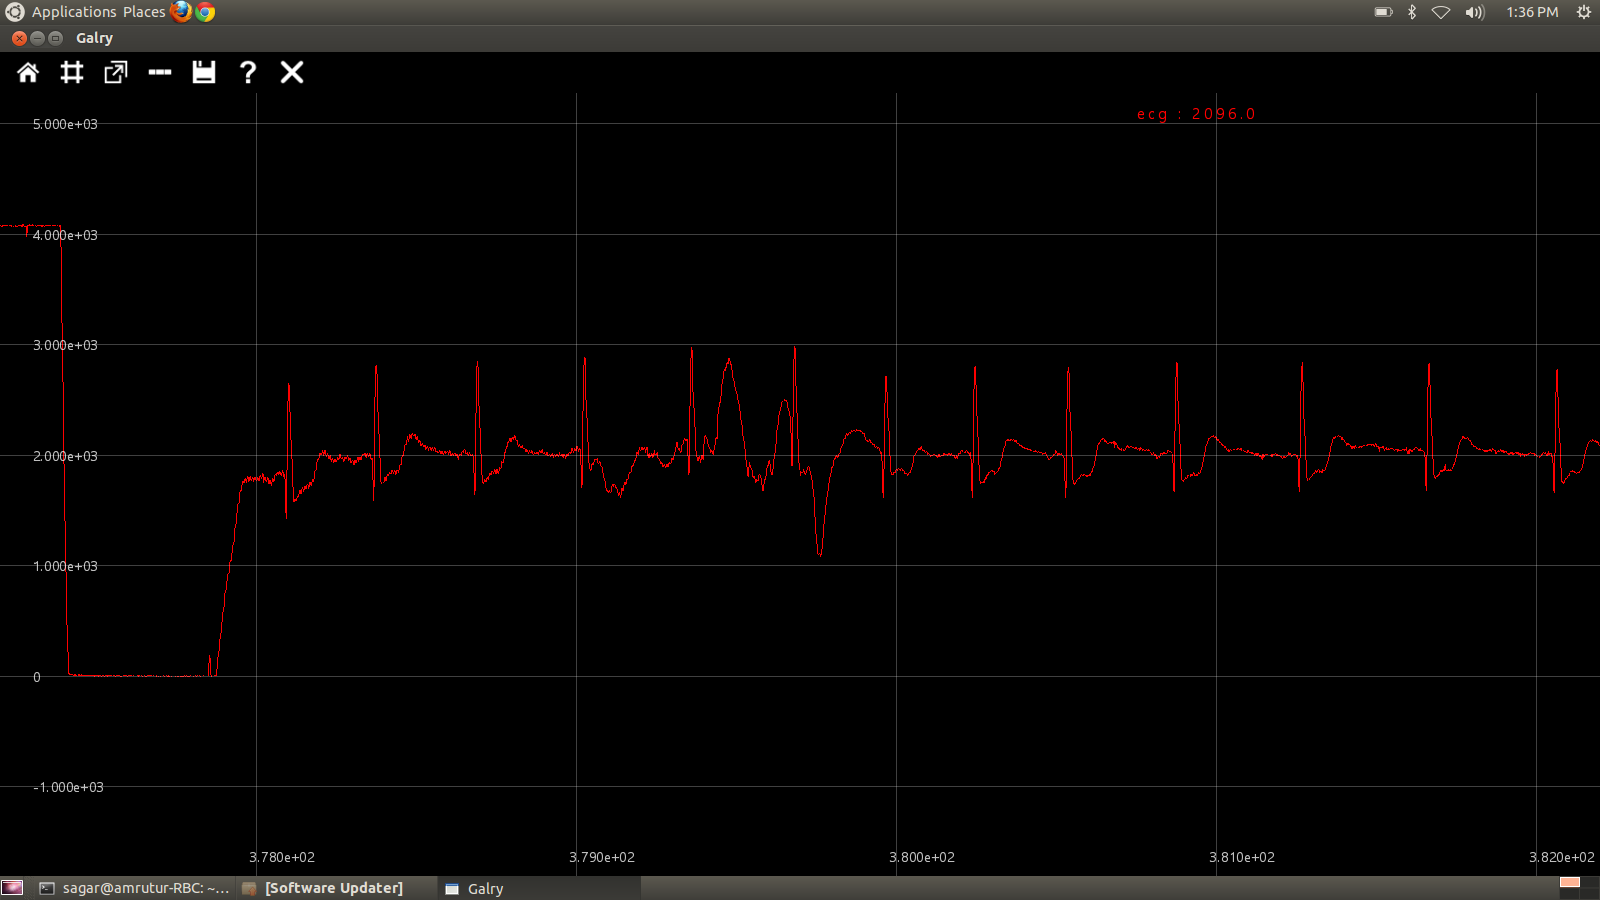 Applications Places
1:36 PM
Galry
?
ecg : 2096.0
5.000e+03
4.000e+03
3.000e+03
2.000e+03
1.000e+03
0
-1.000e+03
3.780e+02 3.790e+02 3.800e+02 3.810e+02 3.820e+02
sagar@amrutur-RBC: ~... [Software Updater] Galry